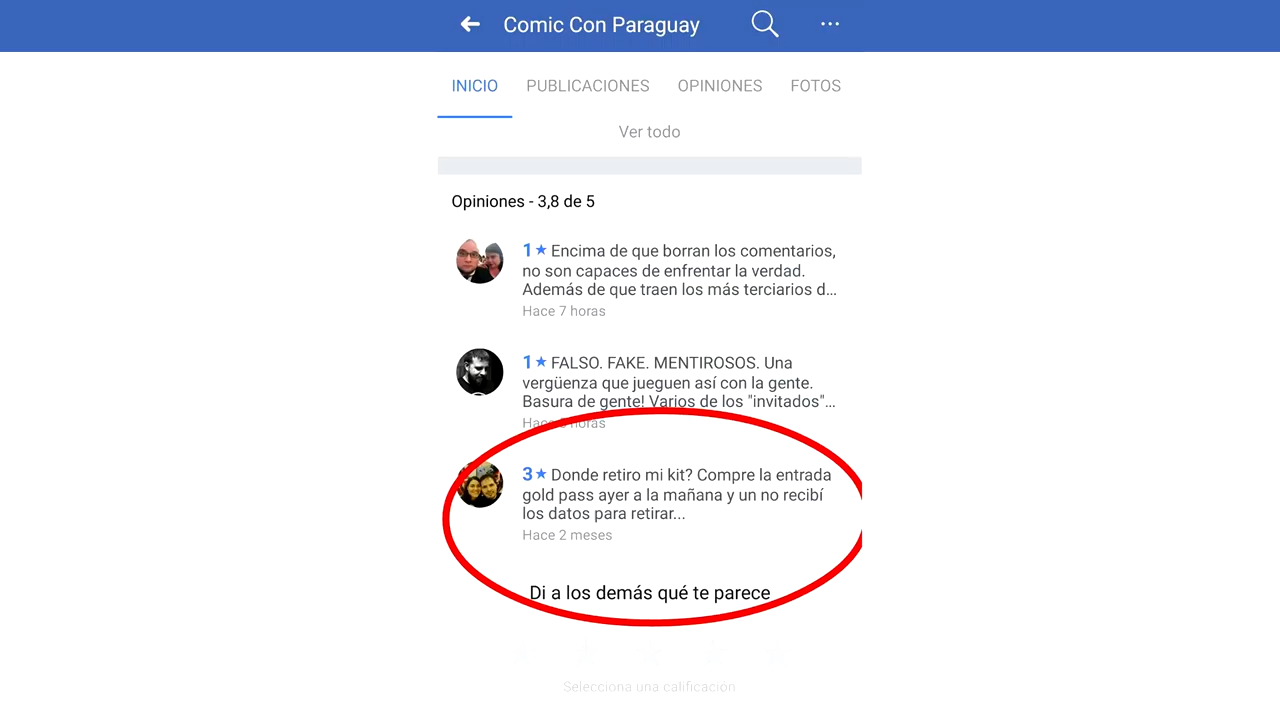 Comic Con Paraguay
INICIO PUBLICACIONES OPINIONES FOTOS
Ver todo
Opiniones - 3,8 de 5
1★ Encima de que borran los comentarios,
no son capaces de enfrentar la verdad.
Además de que traen los más terciarios d...
Hace 7 horas
1★ FALSO. FAKE. MENTIROSOS. Una
vergüenza que jueguen así con la gente.
Basura de gente! Varios de los "invitados"...
Hace horas
3★ Donde retiro mi kit? Compre la entrada
gold pass ayer a la mañana y un no recibí
los datos para retirar...
Hace 2 meses
Di a los demás qué te parece
Selecciona una calificación